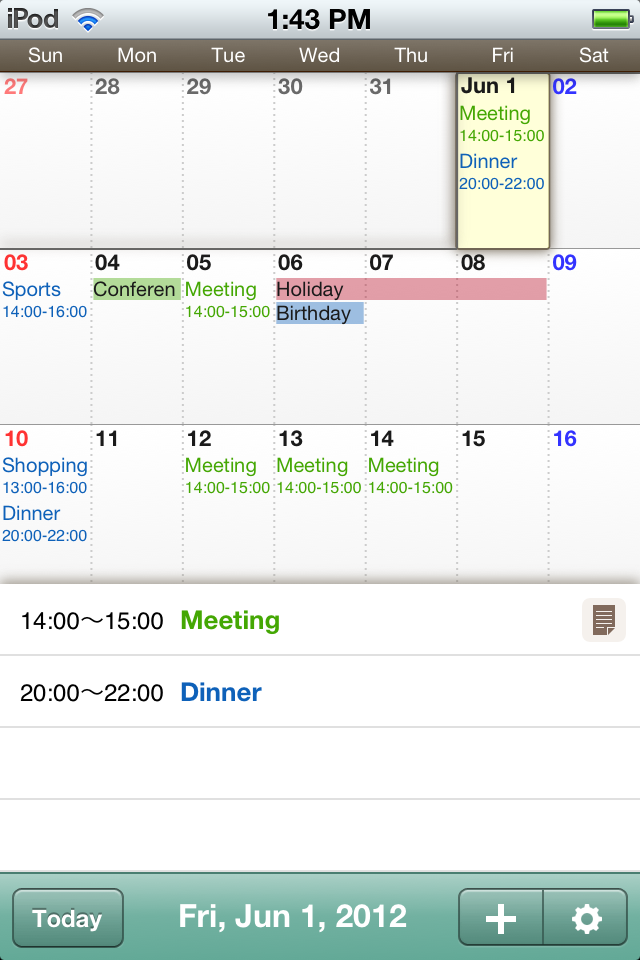 iPod 1:43 PM
Sun Mon Tue Wed Thu Fri Sat
27 28 29 30 31 Jun 1 02
Meeting
14:00-15:00
Dinner
20:00-22:00
03 04 05 06 07 08 09
Sports Conferen Meeting Holiday
14:00-16:00 14:00-15:00 Birthday
10 11 12 13 14 15 16
Shopping Meeting Meeting Meeting
13:00-16:00 14:00-15:00 14:00-15:00 14:00-15:00
Dinner
20:00-22:00
14:00～15:00 Meeting
20:00～22:00 Dinner
Today Fri, Jun 1, 2012